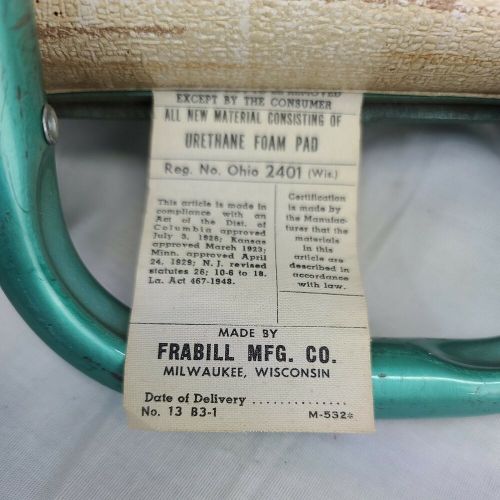 REMOVED
EXCEPT BY THE CONSUMER
ALL NEW MATERIAL CONSISTING OF
URETHANE FOAM PAD
Reg. No. Ohio 2401 (Wis.)
This article is made in
compliance with an
Act of the Dist. of
Columbia approved
July 3, 1926; Kansas
approved March 1923;
Minn. approved April
24, 1929; N. J. revised
statutes 26; 10-6 to 18.
La. Act 467-1948.
Certification
is made by
the Manufac-
turer that the
materials in
this article
are described in
accordance
with law.
MADE BY
FRABILL MFG. CO.
MILWAUKEE, WISCONSIN
Date of Delivery ................
No. 13 B3-1 M-532*